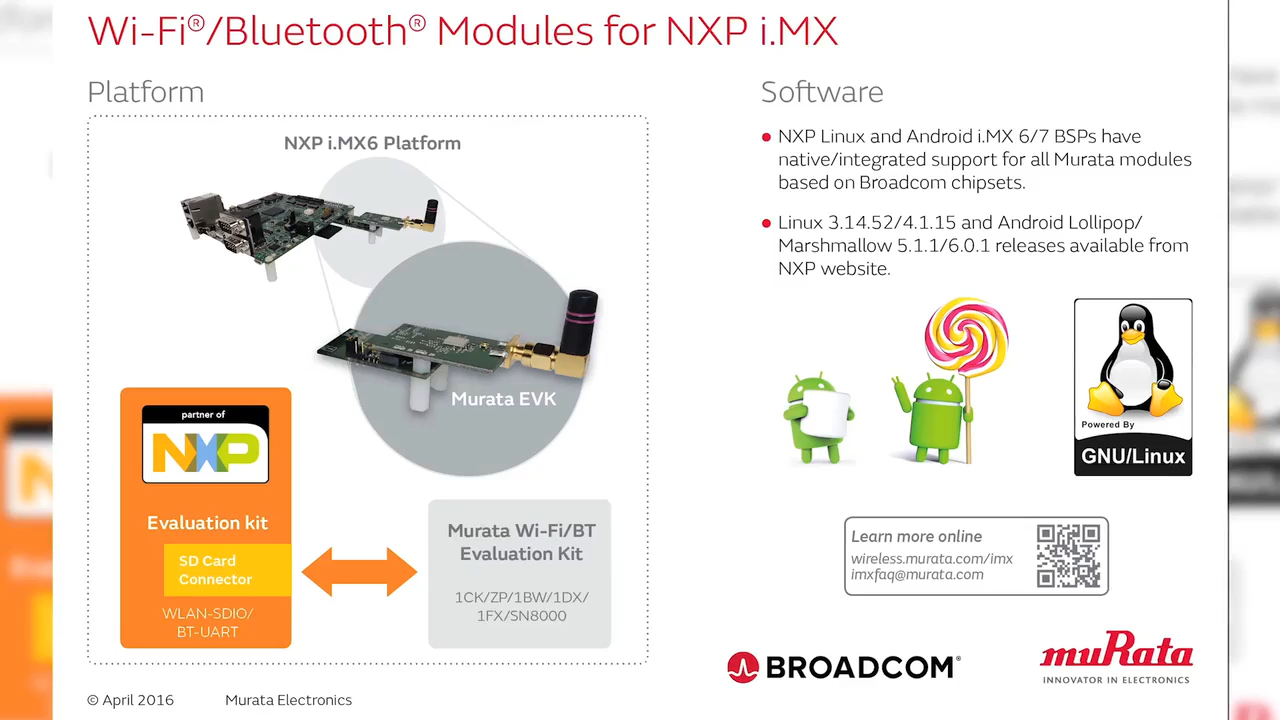 Wi-Fi®/Bluetooth® Modules for NXP i.MX
Platform
NXP i.MX6 Platform
Murata EVK
partner of
NXP
Evaluation kit
SD Card
Connector
WLAN-SDIO/
BT-UART
Murata Wi-Fi/BT
Evaluation Kit
1CK/ZP/1BW/1DX/
1FX/SN8000
Software
• NXP Linux and Android i.MX 6/7 BSPs have
native/integrated support for all Murata modules
based on Broadcom chipsets.
• Linux 3.14.52/4.1.15 and Android Lollipop/
Marshmallow 5.1.1/6.0.1 releases available from
NXP website.
Powered By
GNU/Linux
Learn more online
wireless.murata.com/imx
imxfaq@murata.com
BROADCOM®
muRata
INNOVATOR IN ELECTRONICS
© April 2016 Murata Electronics